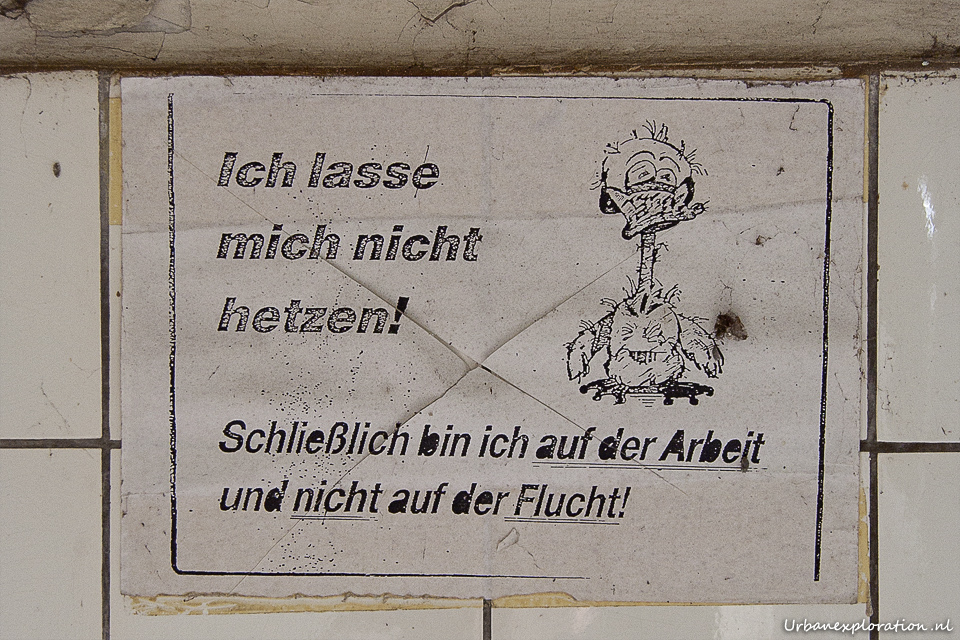 Ich lasse
mich nicht
hetzen!
Schließlich bin ich auf der Arbeit
und nicht auf der Flucht!
Urbanexploration.nl